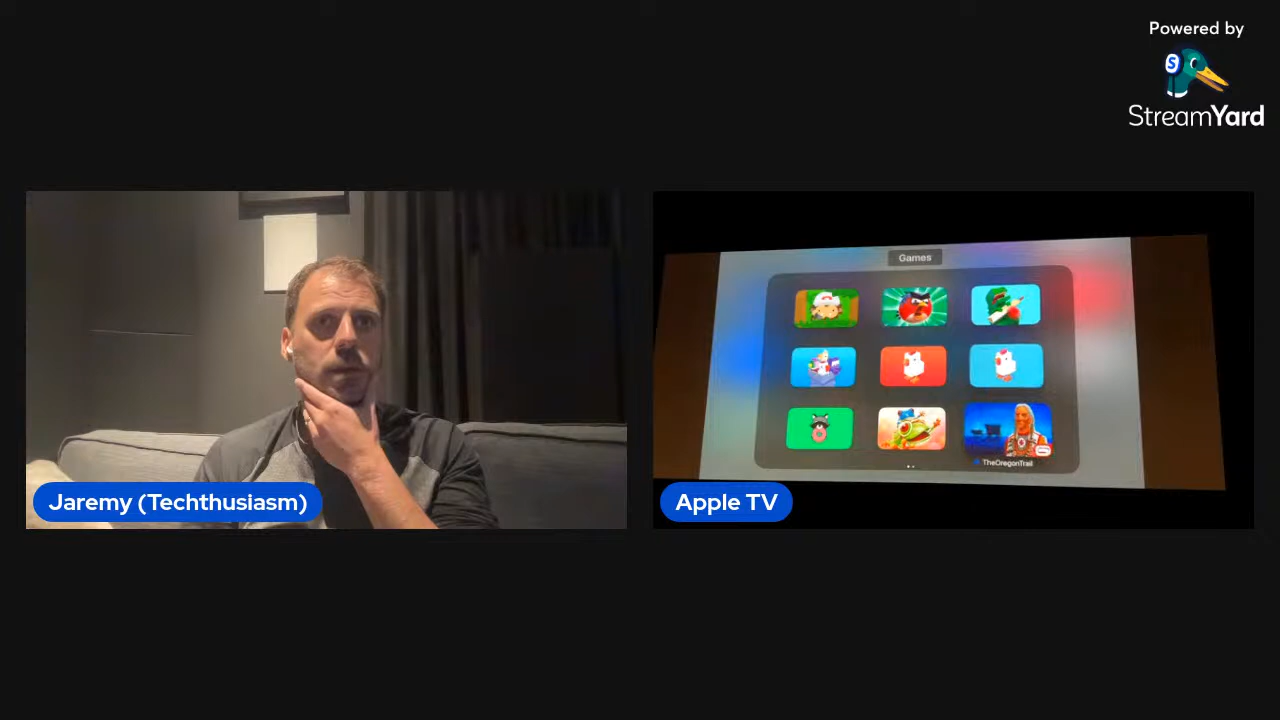 Powered by
S
StreamYard
Games
TheOregonTrail
Jaremy (Techthusiasm)
Apple TV